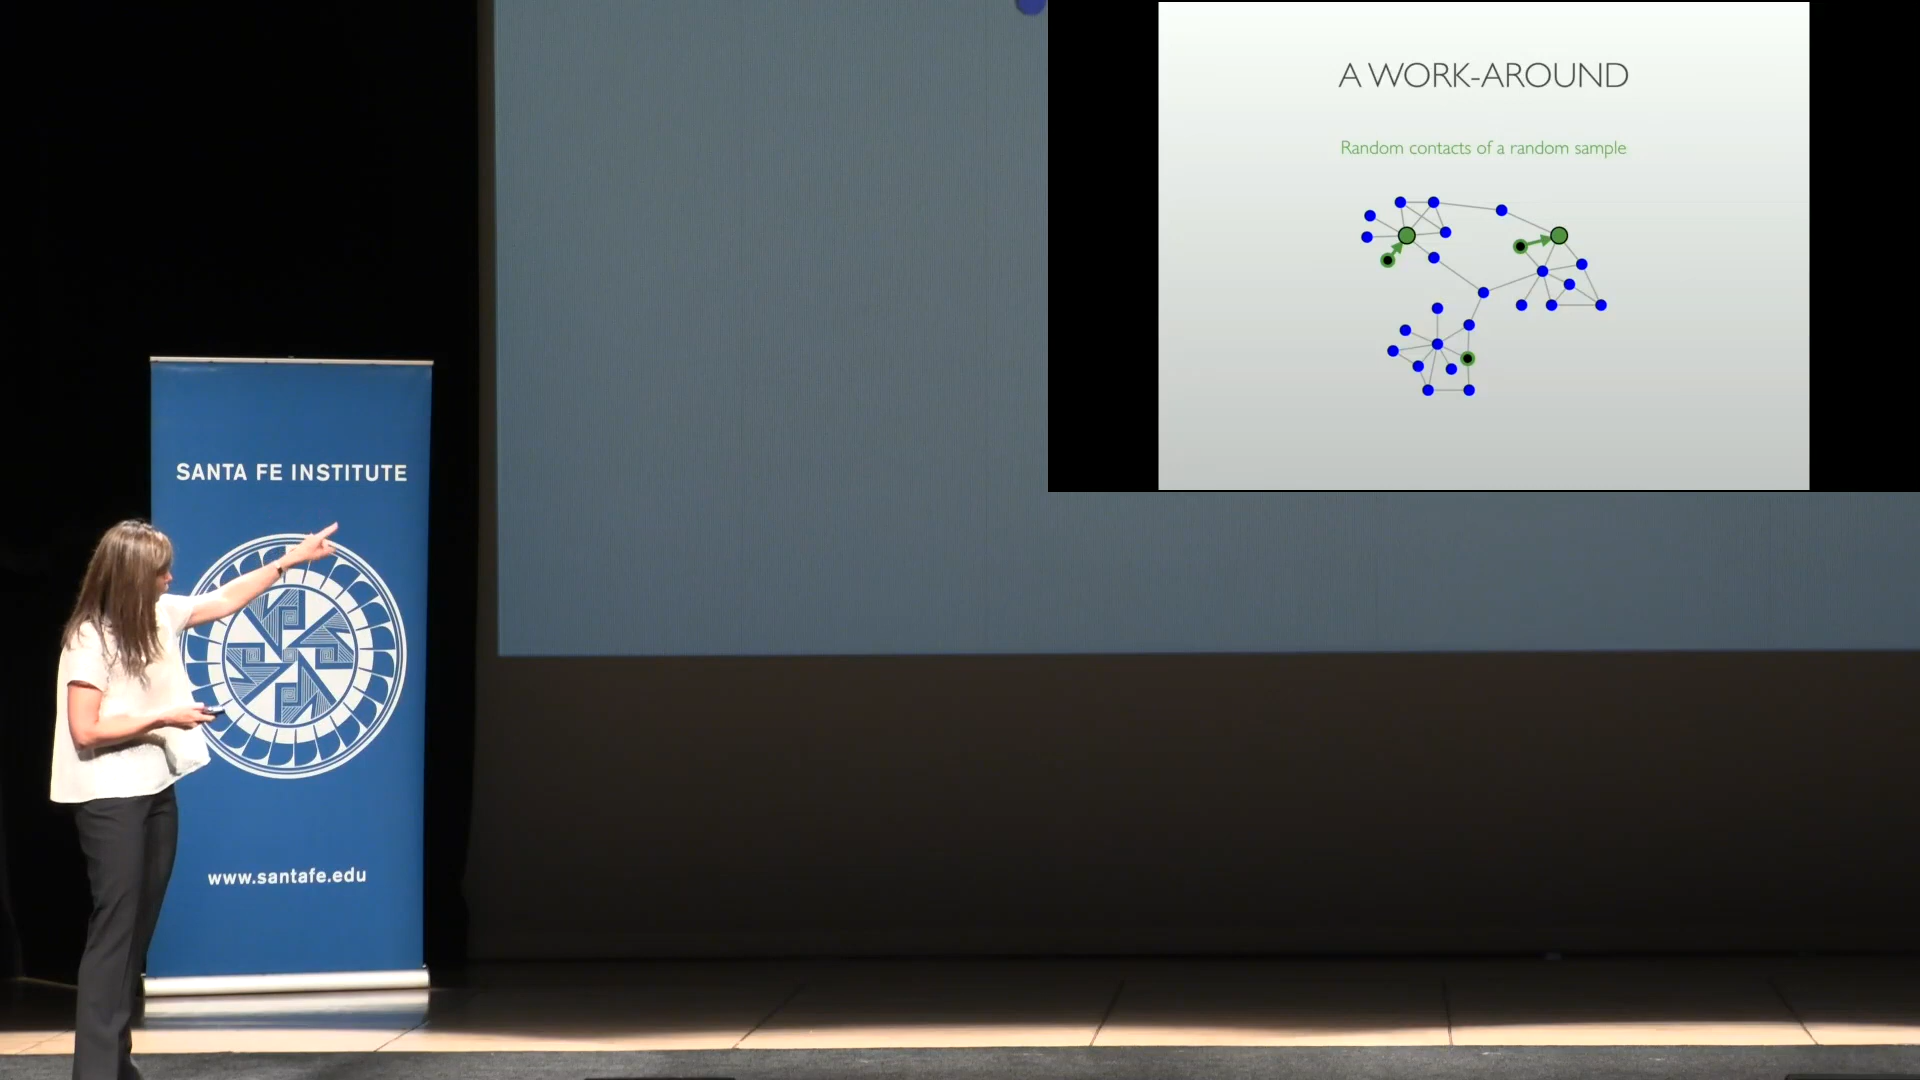 A WORK-AROUND
Random contacts of a random sample
SANTA FE INSTITUTE
www.santafe.edu